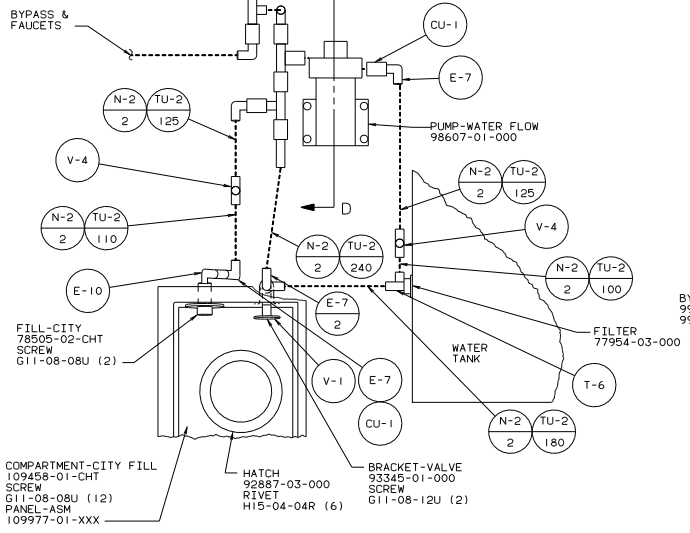 BYPASS &
FAUCETS
CU-1
E-7
N-2 TU-2
2 125
PUMP-WATER FLOW
98607-01-000
V-4
N-2 TU-2
2 125
D
N-2 TU-2
2 110
V-4
N-2 TU-2
2 240
N-2 TU-2
2 100
E-10
E-7
2
BY
99
99
FILL-CITY
78505-02-CHT
SCREW
G11-08-08U (2)
FILTER
77954-03-000
WATER
TANK
V-1
E-7
T-6
CU-1
N-2 TU-2
2 180
COMPARTMENT-CITY FILL
109458-01-CHT
SCREW
G11-08-08U (12)
PANEL-ASM
109977-01-XXX
HATCH
92887-03-000
RIVET
H15-04-04R (6)
BRACKET-VALVE
93345-01-000
SCREW
G11-08-12U (2)